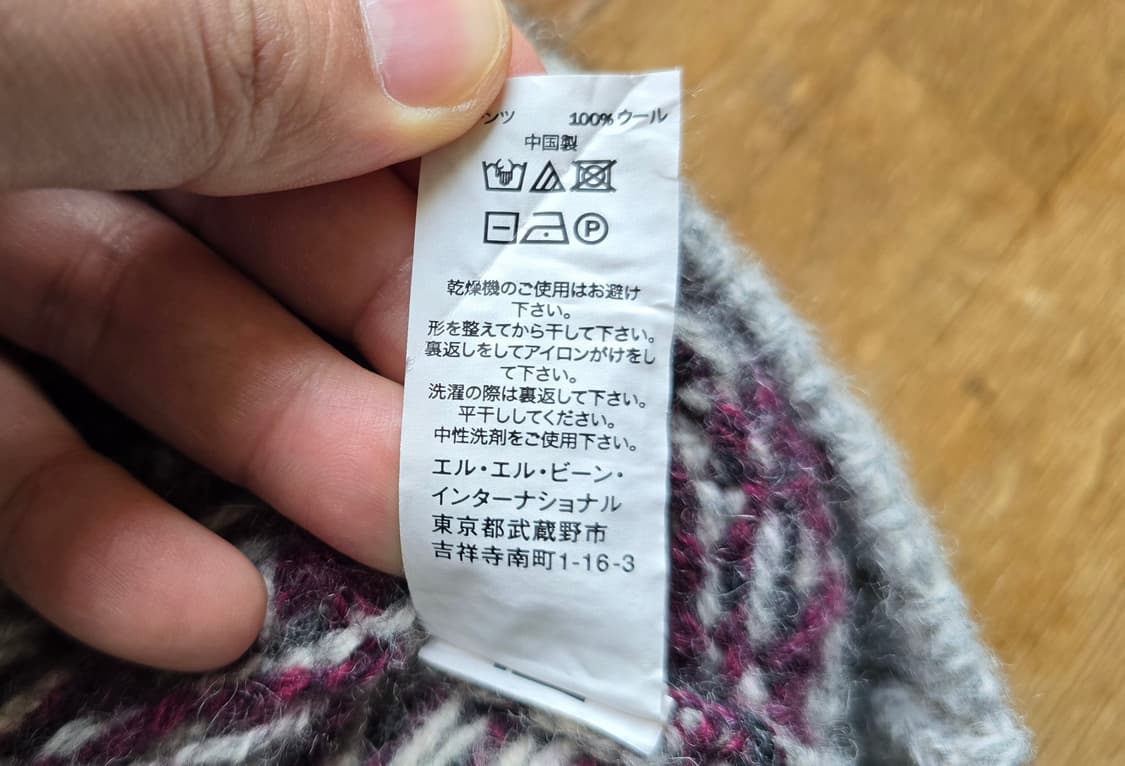 ンツ 100%ウール
中国製
P
乾燥機のご使用はお避け
下さい。
形を整えてから干して下さい。
裏返しをしてアイロンがけをし
て下さい。
洗濯の際は裏返して下さい。
平干ししてください。
中性洗剤をご使用下さい。
エル・エル・ビーン・
インターナショナル
東京都武蔵野市
吉祥寺南町1-16-3